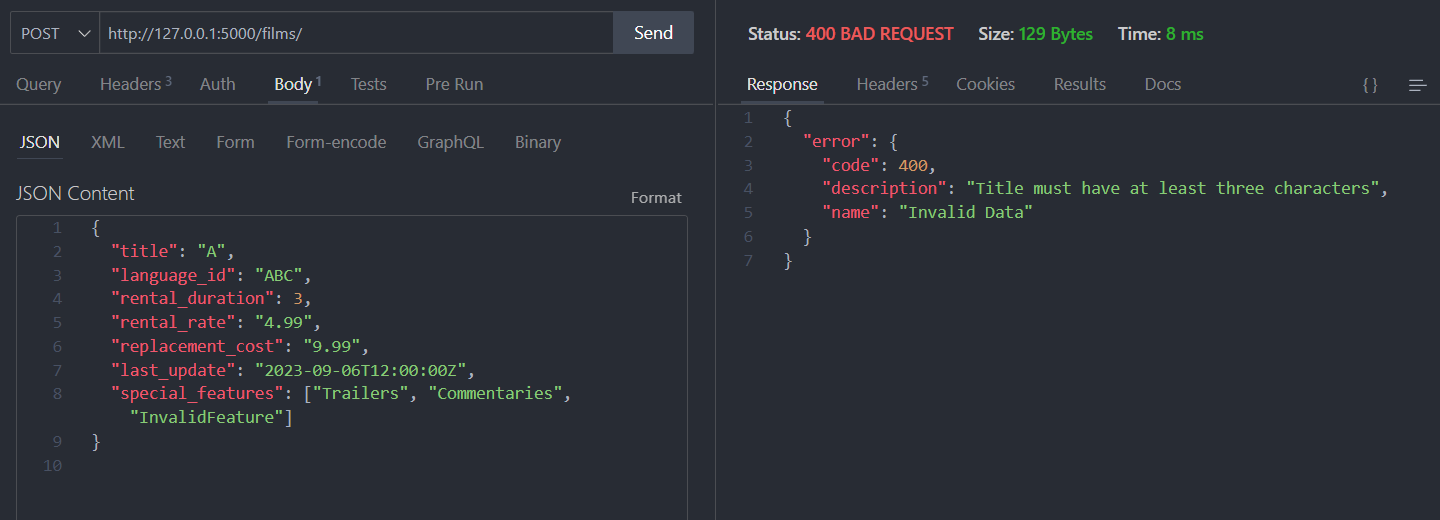 POST http://127.0.0.1:5000/films/ Send
Query Headers 3 Auth Body 1 Tests Pre Run
JSON XML Text Form Form-encode GraphQL Binary
JSON Content Format
1 {
2 "title": "A",
3 "language_id": "ABC",
4 "rental_duration": 3,
5 "rental_rate": "4.99",
6 "replacement_cost": "9.99",
7 "last_update": "2023-09-06T12:00:00Z",
8 "special_features": ["Trailers", "Commentaries",
"InvalidFeature"]
9 }
10
Status: 400 BAD REQUEST Size: 129 Bytes Time: 8 ms
Response Headers 5 Cookies Results Docs { }
1 {
2 "error": {
3 "code": 400,
4 "description": "Title must have at least three characters",
5 "name": "Invalid Data"
6 }
7 }